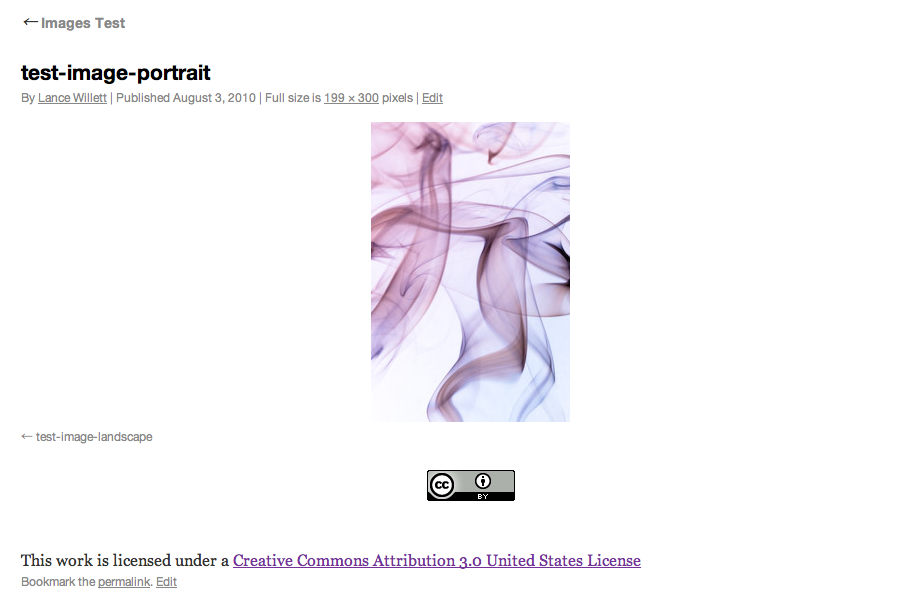 ← Images Test
test-image-portrait
By Lance Willett | Published August 3, 2010 | Full size is 199 × 300 pixels | Edit
← test-image-landscape
cc
BY
This work is licensed under a Creative Commons Attribution 3.0 United States License
Bookmark the permalink. Edit